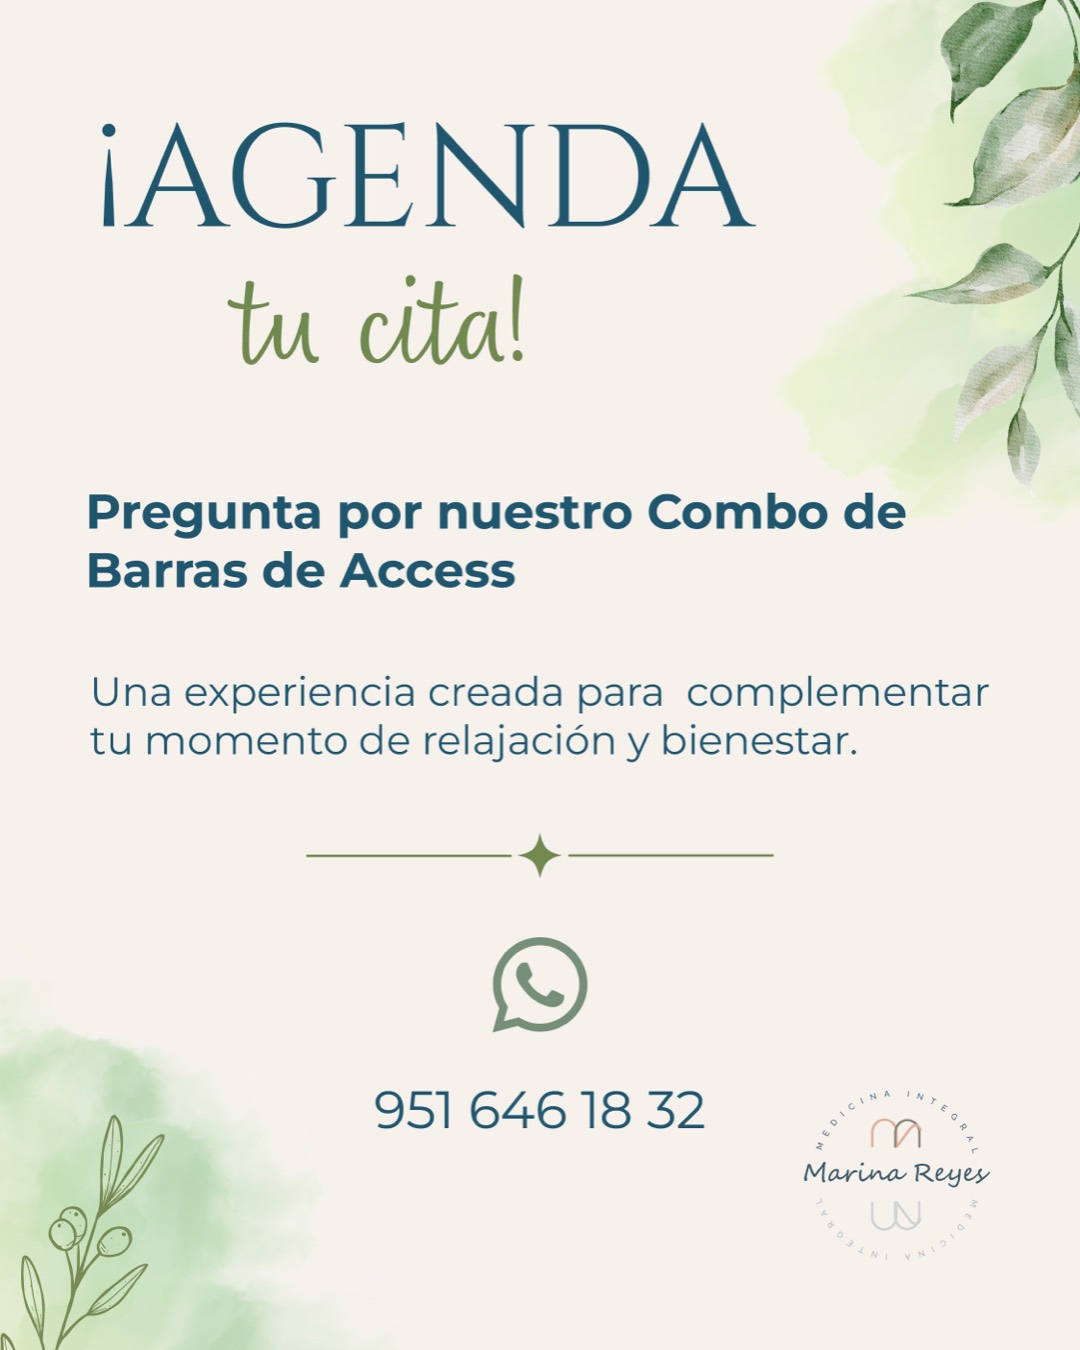 ¡AGENDA
tu cita!
Pregunta por nuestro Combo de
Barras de Access
Una experiencia creada para  complementar
tu momento de relajación y bienestar.
951 646 18 32
MEDICINA INTEGRAL
Marina Reyes
MEDICINA INTEGRAL